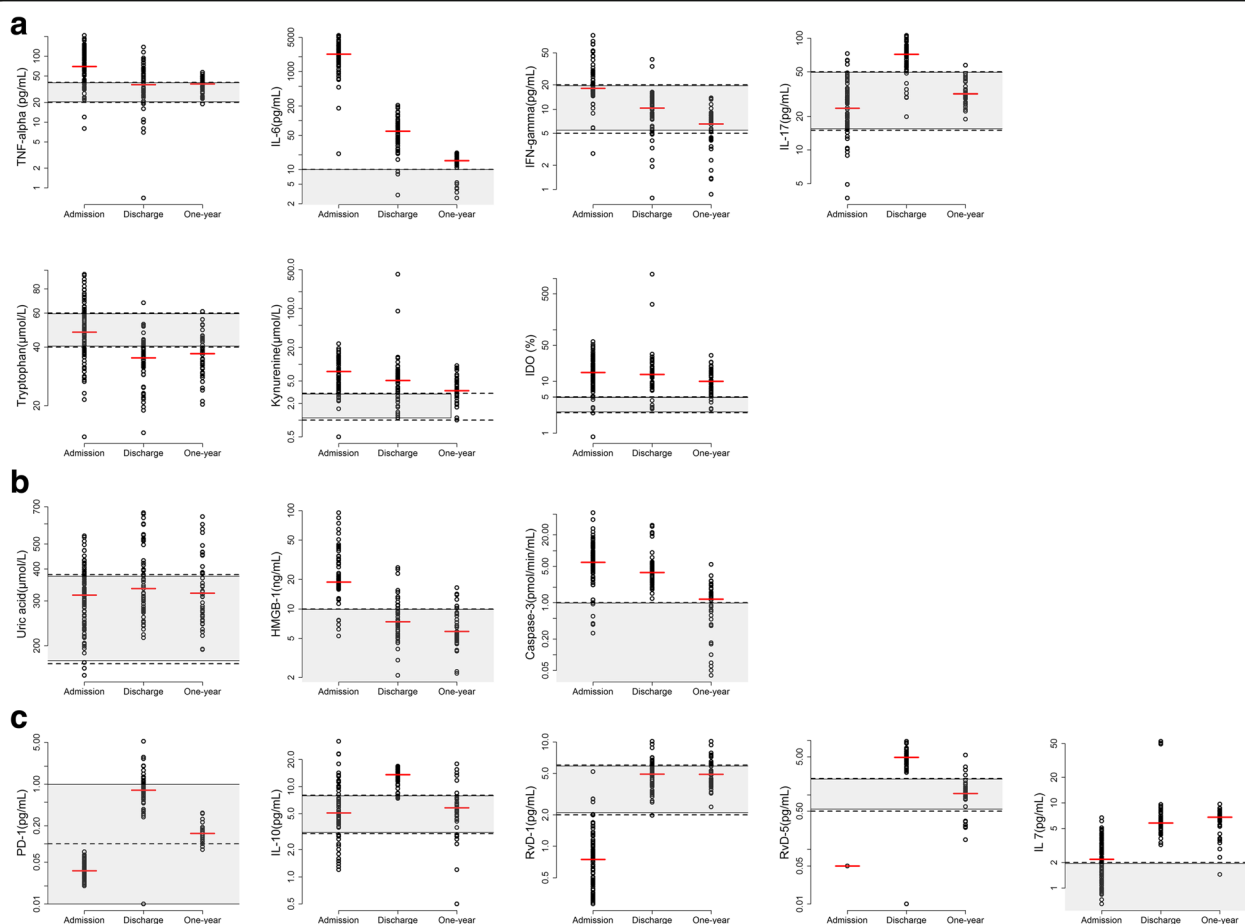 a
TNF-alpha (pg/mL)
100
50
20
10
5
2
1
Admission Discharge One-year
IL-6(pg/mL)
5000
1000
200
50
10
5
2
Admission Discharge One-year
IFN-gamma(pg/mL)
50
20
10
5
2
1
Admission Discharge One-year
IL-17(pg/mL)
100
50
20
10
5
Admission Discharge One-year
Tryptophan(μmol/L)
80
60
40
20
Admission Discharge One-year
Kynurenine(μmol/L)
500.0
100.0
20.0
5.0
2.0
0.5
Admission Discharge One-year
IDO (%)
500
50
10
5
1
Admission Discharge One-year
b
Uric acid(μmol/L)
700
500
400
300
200
Admission Discharge One-year
HMGB-1(ng/mL)
100
50
20
10
5
2
Admission Discharge One-year
Caspase-3(pmol/min/mL)
20.00
5.00
1.00
0.20
0.05
Admission Discharge One-year
c
PD-1(pg/mL)
5.00
1.00
0.20
0.05
0.01
Admission Discharge One-year
IL-10(pg/mL)
20.0
10.0
5.0
2.0
1.0
0.5
Admission Discharge One-year
RvD-1(pg/mL)
10.0
5.0
2.0
1.0
0.5
Admission Discharge One-year
RvD-5(pg/mL)
5.00
0.50
0.05
0.01
Admission Discharge One-year
IL 7(pg/mL)
50
20
10
5
2
1
Admission Discharge One-year